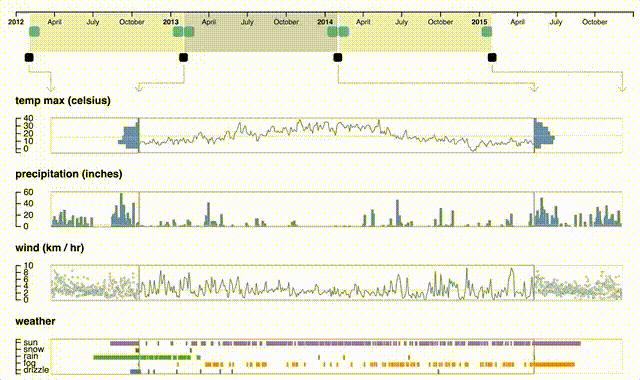 2012 April July October 2013 April July October 2014 April July October 2015 April July October
temp max (celsius)
40
30
20
10
0
precipitation (inches)
60
40
20
0
wind (km / hr)
10
8
6
4
2
0
weather
sun
snow
rain
fog
drizzle